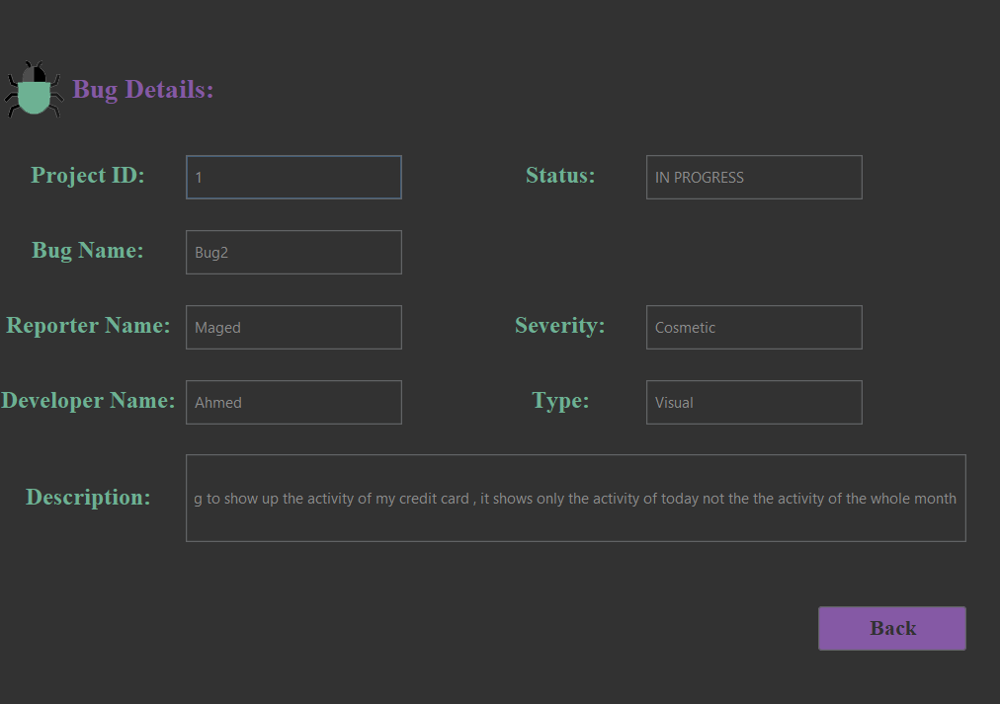 Bug Details:
Project ID: 1 Status: IN PROGRESS
Bug Name: Bug2
Reporter Name: Maged Severity: Cosmetic
Developer Name: Ahmed Type: Visual
Description: g to show up the activity of my credit card , it shows only the activity of today not the the activity of the whole month
Back